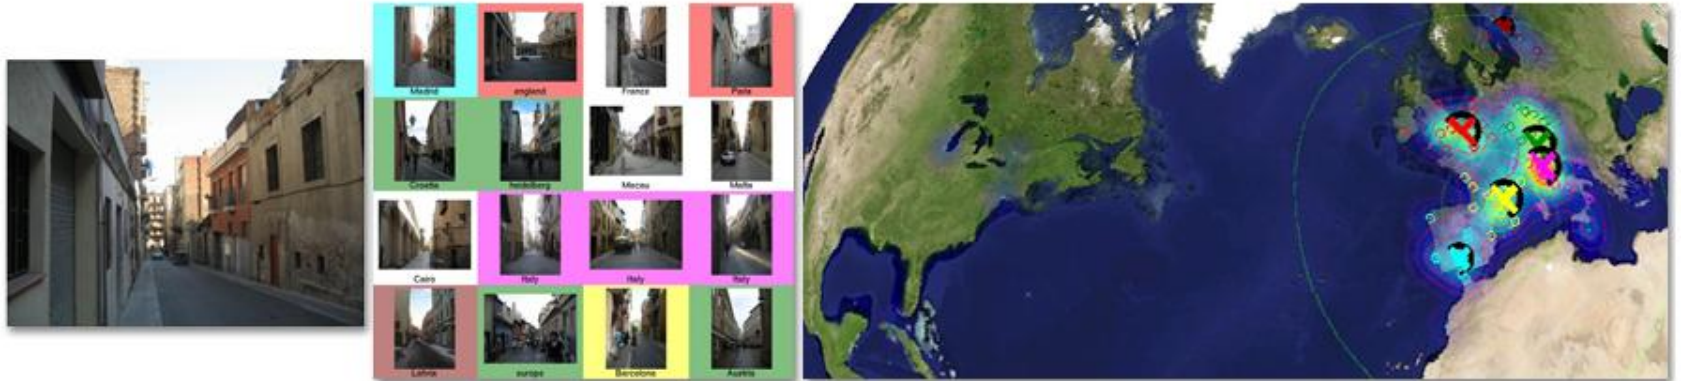 Madrid england France Paris
Croatia heidelberg Macau Malta
Cairo Italy Italy Italy
Latvia europe Barcelona Austria